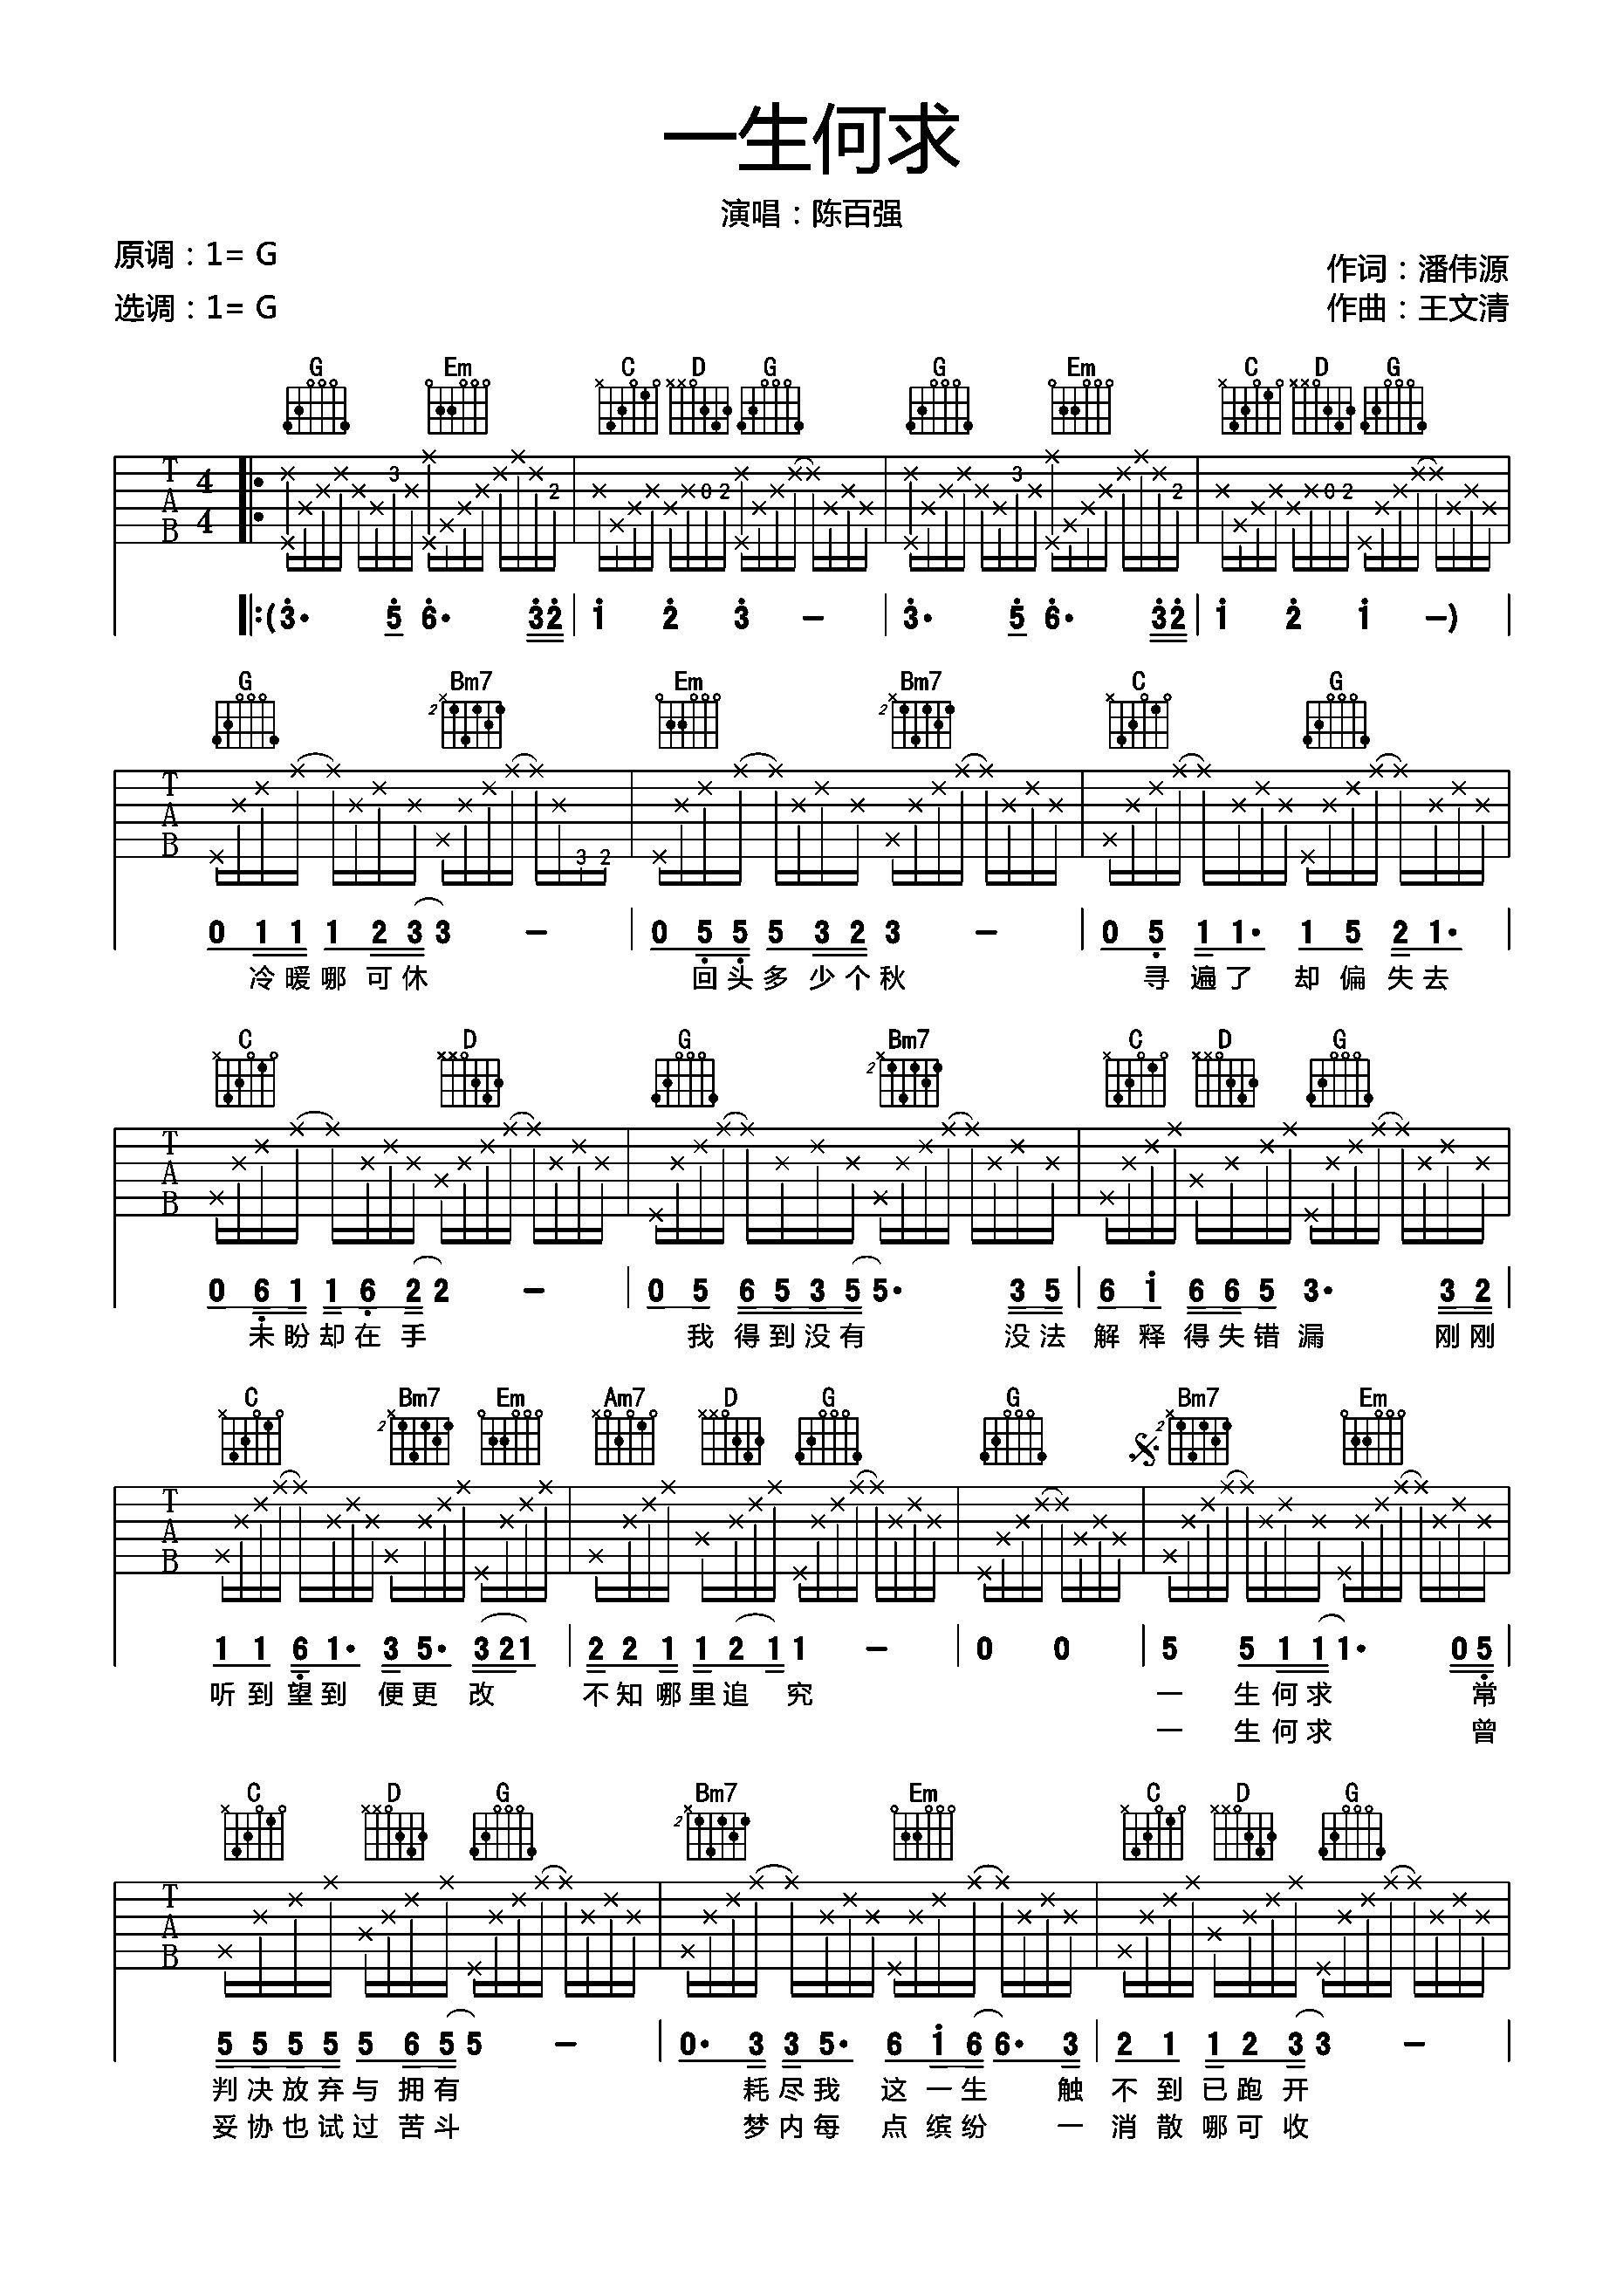 一生何求
演唱：陈百强
原调：1= G
选调：1= G
作词：潘伟源
作曲：王文清
G Em C D G G Em C D G
T A B 4 4 3 2 0 2 3 2 0 2
(3· 5 6· 32 1 2 3 － 3· 5 6· 32 1 2 1 －)
G Bm7 Em Bm7 C G
2 2
T A B 3 2
0 1 1 1 2 3 3 － 0 5 5 5 3 2 3 － 0 5 1 1· 1 5 2 1·
冷暖哪可休 回头多少个秋 寻遍了却偏失去
C D G Bm7 C D G
2
T A B
0 6 1 1 6 2 2 － 0 5 6 5 3 5 5· 3 5 6 1 6 6 5 3· 3 2
未盼却在手 我得到没有 没法解释得失错漏 刚刚
C Bm7 Em Am7 D G G Bm7 Em
2 2
T A B
1 1 6 1· 3 5· 3 2 1 2 2 1 1 2 1 1 － 0 0 5 5 1 1 1· 0 5
听到望到便更改 不知哪里追究 一生何求 常
一生何求 曾
C D G Bm7 Em C D G
2
T A B
5 5 5 5 5 6 5 5 － 0· 3 3 5· 6 1 6 6· 3 2 1 1 2 3 3 －
判决放弃与拥有 耗尽我这一生 触不到已跑开
妥协也试过苦斗 梦内每点缤纷 一消散哪可收